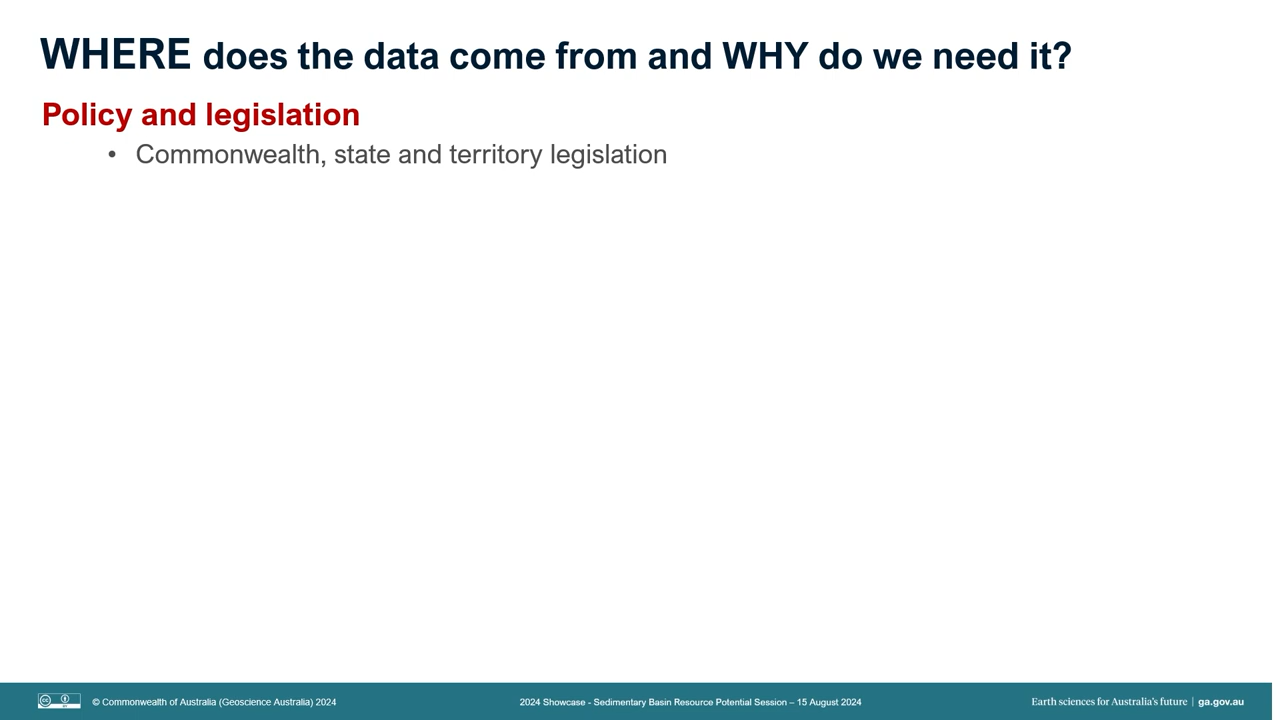 WHERE does the data come from and WHY do we need it?
Policy and legislation
• Commonwealth, state and territory legislation
© Commonwealth of Australia (Geoscience Australia) 2024
2024 Showcase - Sedimentary Basin Resource Potential Session – 15 August 2024
Earth sciences for Australia's future | ga.gov.au